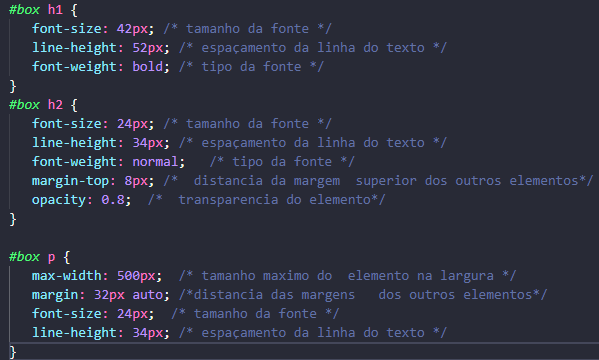 #box h1 {
font-size: 42px; /* tamanho da fonte */
line-height: 52px; /* espaçamento da linha do texto */
font-weight: bold; /* tipo da fonte */
}
#box h2 {
font-size: 24px; /* tamanho da fonte */
line-height: 34px; /* espaçamento da linha do texto */
font-weight: normal;   /* tipo da fonte */
margin-top: 8px; /*  distancia da margem  superior dos outros elementos*/
opacity: 0.8;  /*  transparencia do elemento*/
}
#box p {
max-width: 500px;  /* tamanho maximo do  elemento na largura */
margin: 32px auto; /*distancia das margens   dos outros elementos*/
font-size: 24px;  /* tamanho da fonte */
line-height: 34px; /* espaçamento da linha do texto */
}